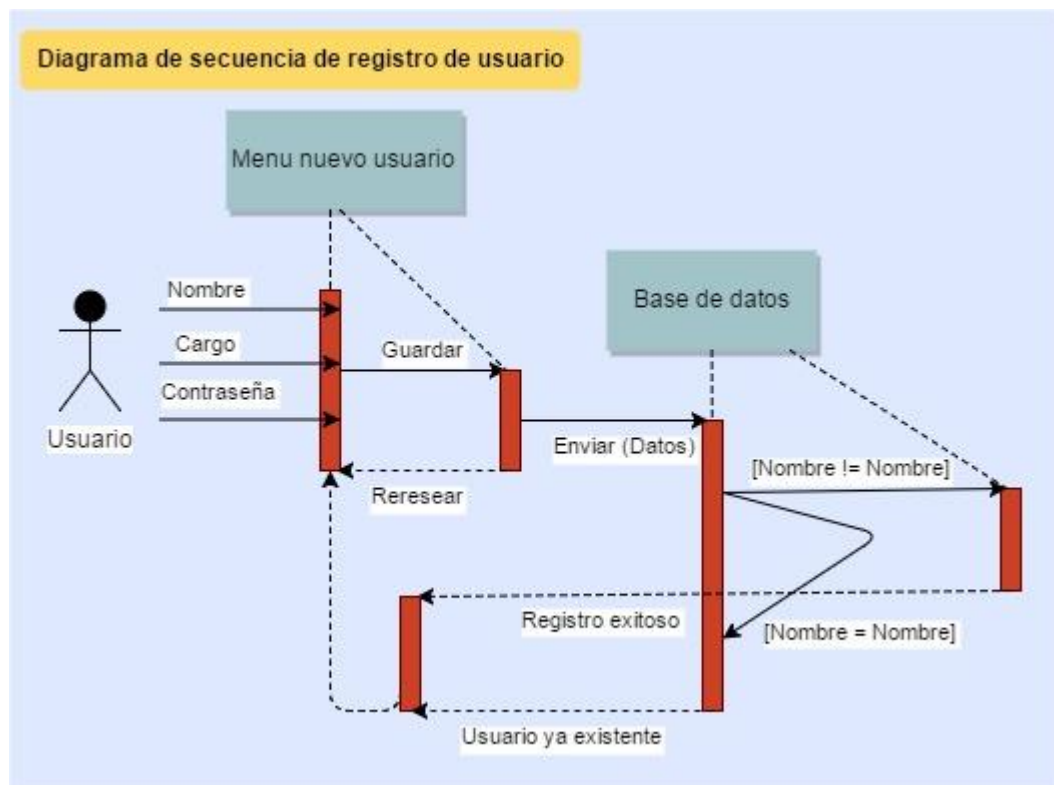 Diagrama de secuencia de registro de usuario
Menu nuevo usuario
Base de datos
Nombre
Cargo
Guardar
Contraseña
Usuario
Enviar (Datos)
[Nombre != Nombre]
Reresear
Registro exitoso
[Nombre = Nombre]
Usuario ya existente